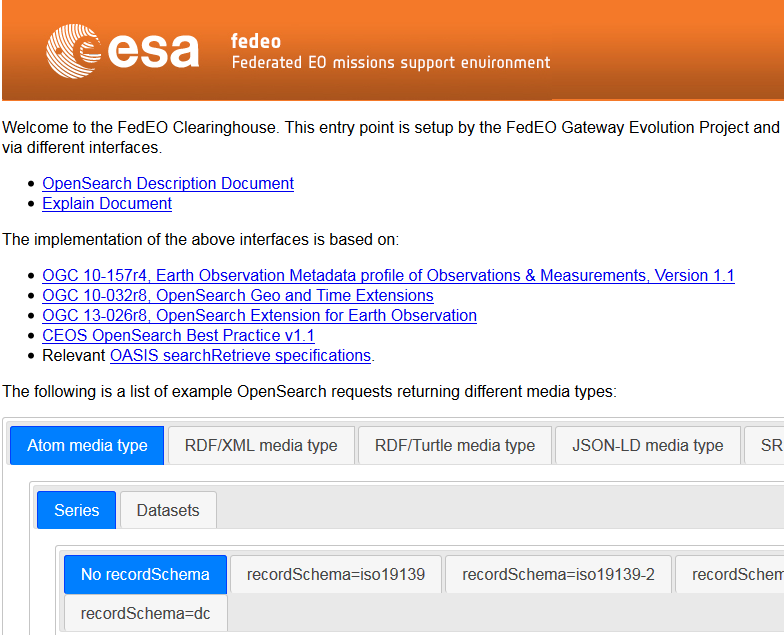 esa
fedeo
Federated EO missions support environment
Welcome to the FedEO Clearinghouse. This entry point is setup by the FedEO Gateway Evolution Project and
via different interfaces.
OpenSearch Description Document
Explain Document
The implementation of the above interfaces is based on:
OGC 10-157r4, Earth Observation Metadata profile of Observations & Measurements, Version 1.1
OGC 10-032r8, OpenSearch Geo and Time Extensions
OGC 13-026r8, OpenSearch Extension for Earth Observation
CEOS OpenSearch Best Practice v1.1
Relevant OASIS searchRetrieve specifications.
The following is a list of example OpenSearch requests returning different media types:
Atom media type RDF/XML media type RDF/Turtle media type JSON-LD media type SR
Series Datasets
No recordSchema recordSchema=iso19139 recordSchema=iso19139-2 recordSchem
recordSchema=dc